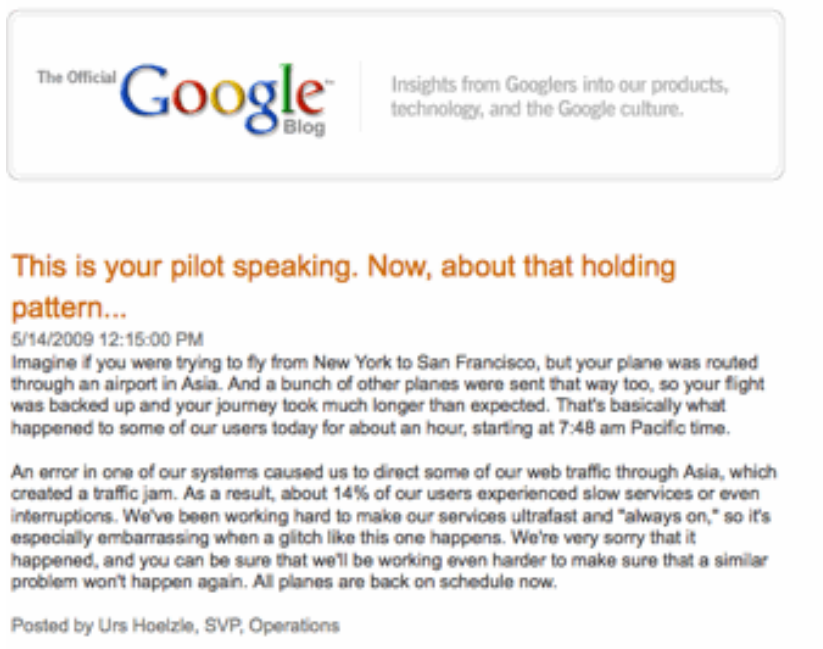 The Official Google™ Blog
Insights from Googlers into our products,
technology, and the Google culture.
This is your pilot speaking. Now, about that holding
pattern...
5/14/2009 12:15:00 PM
Imagine if you were trying to fly from New York to San Francisco, but your plane was routed
through an airport in Asia. And a bunch of other planes were sent that way too, so your flight
was backed up and your journey took much longer than expected. That's basically what
happened to some of our users today for about an hour, starting at 7:48 am Pacific time.
An error in one of our systems caused us to direct some of our web traffic through Asia, which
created a traffic jam. As a result, about 14% of our users experienced slow services or even
interruptions. We've been working hard to make our services ultrafast and "always on," so it's
especially embarrassing when a glitch like this one happens. We're very sorry that it
happened, and you can be sure that we'll be working even harder to make sure that a similar
problem won't happen again. All planes are back on schedule now.
Posted by Urs Hoelzle, SVP, Operations